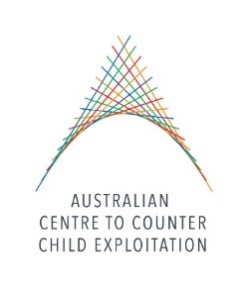 AUSTRALIAN
CENTRE TO COUNTER
CHILD EXPLOITATION